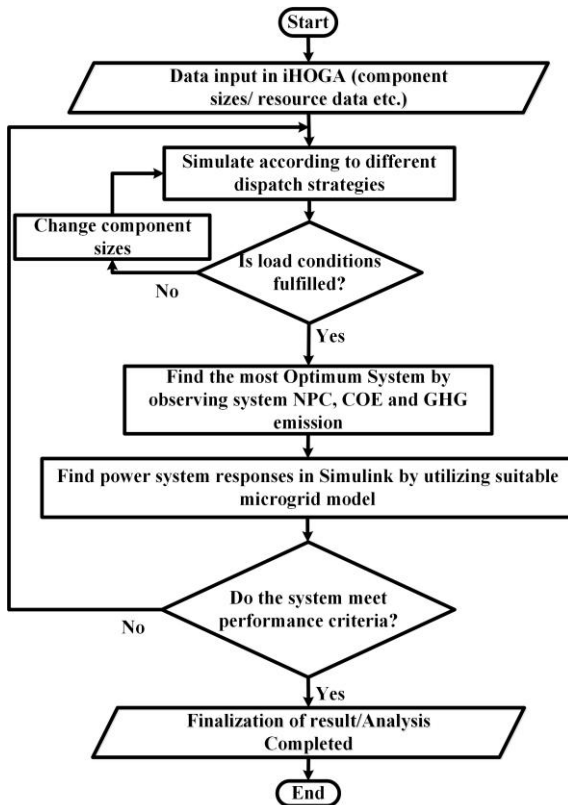 Start
Data input in iHOGA (component
sizes/ resource data etc.)
Simulate according to different
dispatch strategies
Change component
sizes
Is load conditions
fulfilled?
No
Yes
Find the most Optimum System by
observing system NPC, COE and GHG
emission
Find power system responses in Simulink by utilizing suitable
microgrid model
Do the system meet
performance criteria?
No
Yes
Finalization of result/Analysis
Completed
End